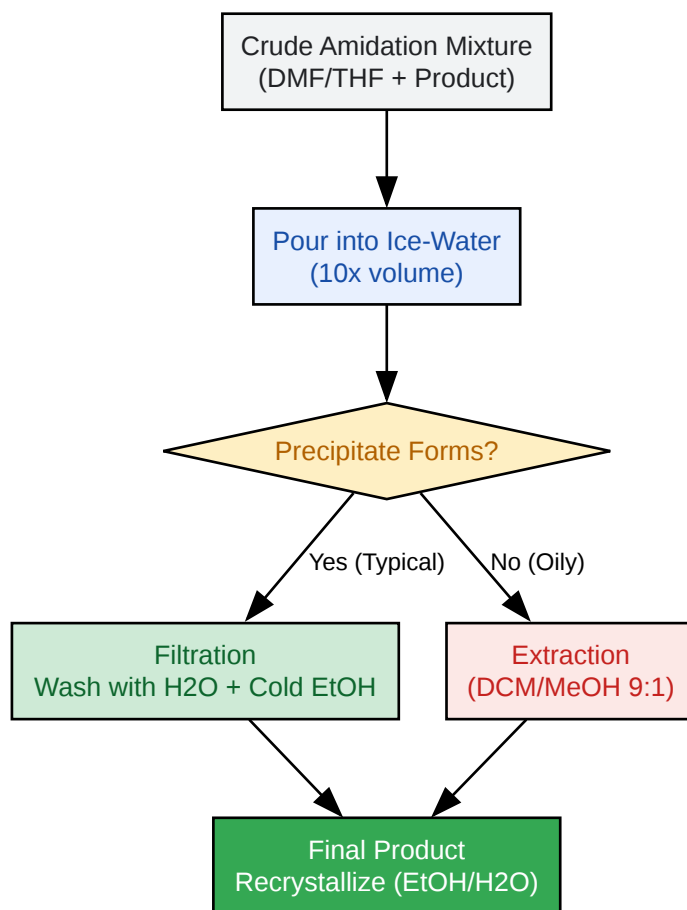 Crude Amidation Mixture
(DMF/THF + Product)
Pour into Ice-Water
(10x volume)
Precipitate Forms?
Yes (Typical)
No (Oily)
Filtration
Wash with H2O + Cold EtOH
Extraction
(DCM/MeOH 9:1)
Final Product
Recrystallize (EtOH/H2O)